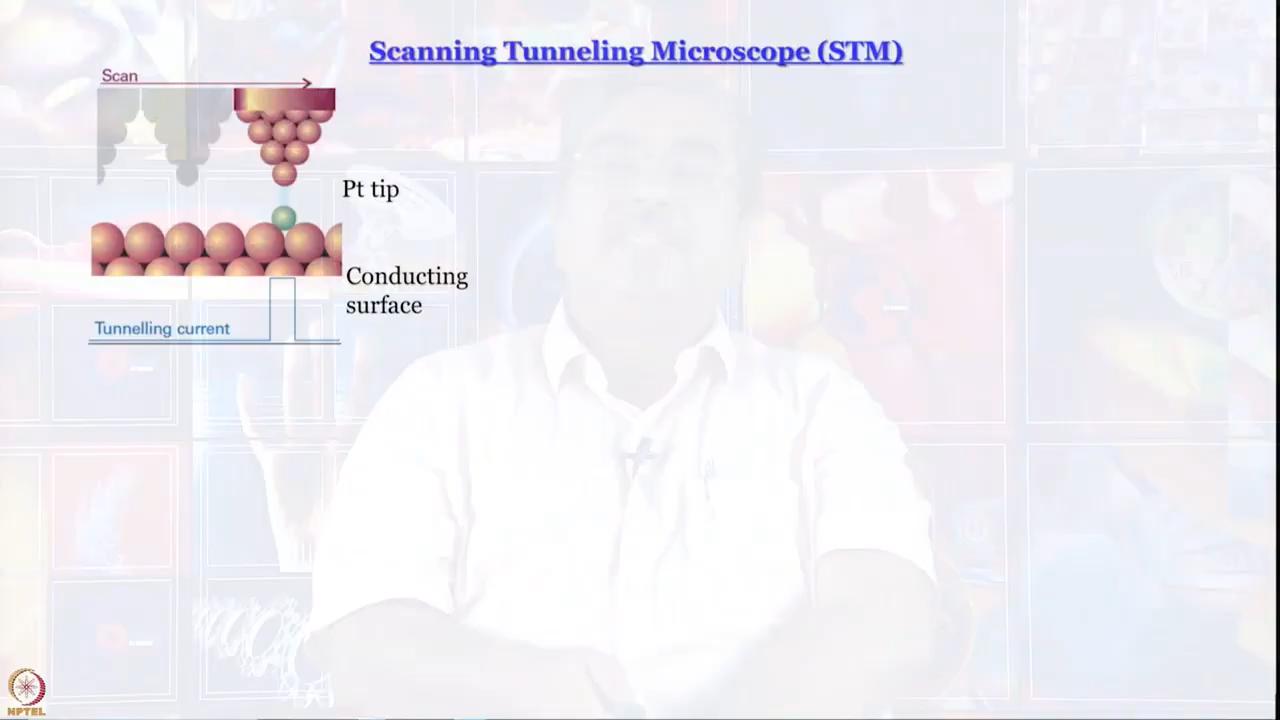 Scanning Tunneling Microscope (STM)
Scan
Pt tip
Conducting
surface
Tunnelling current
NPTEL